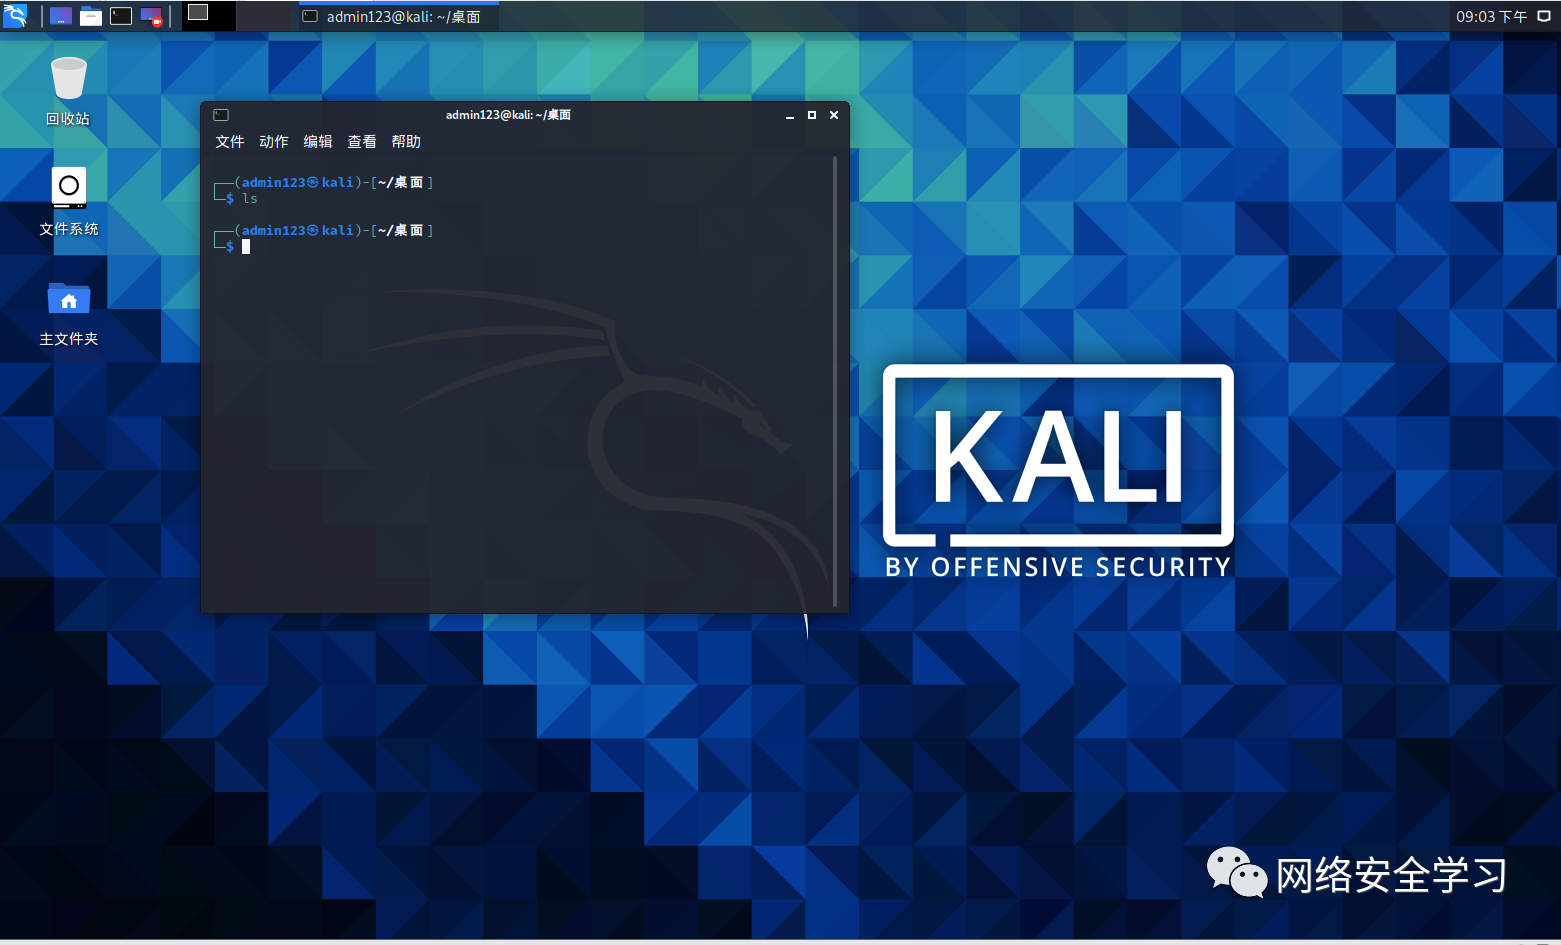 admin123@kali: ~/桌面
09:03 下午
回收站
文件系统
主文件夹
admin123@kali: ~/桌面
文件 动作 编辑 查看 帮助
┌──(admin123㉿kali)-[~/桌面]
└─$ ls
┌──(admin123㉿kali)-[~/桌面]
└─$
KALI
BY OFFENSIVE SECURITY
网络安全学习